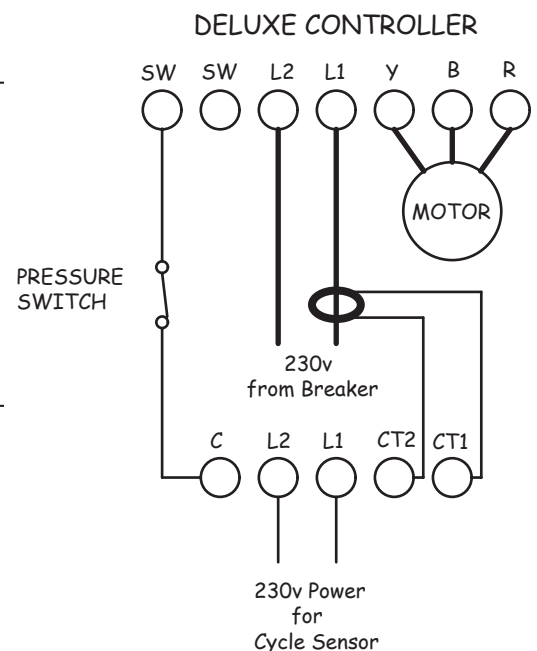 DELUXE CONTROLLER
SW SW L2 L1 Y B R
MOTOR
PRESSURE
SWITCH
230v
from Breaker
C L2 L1 CT2 CT1
230v Power
for
Cycle Sensor